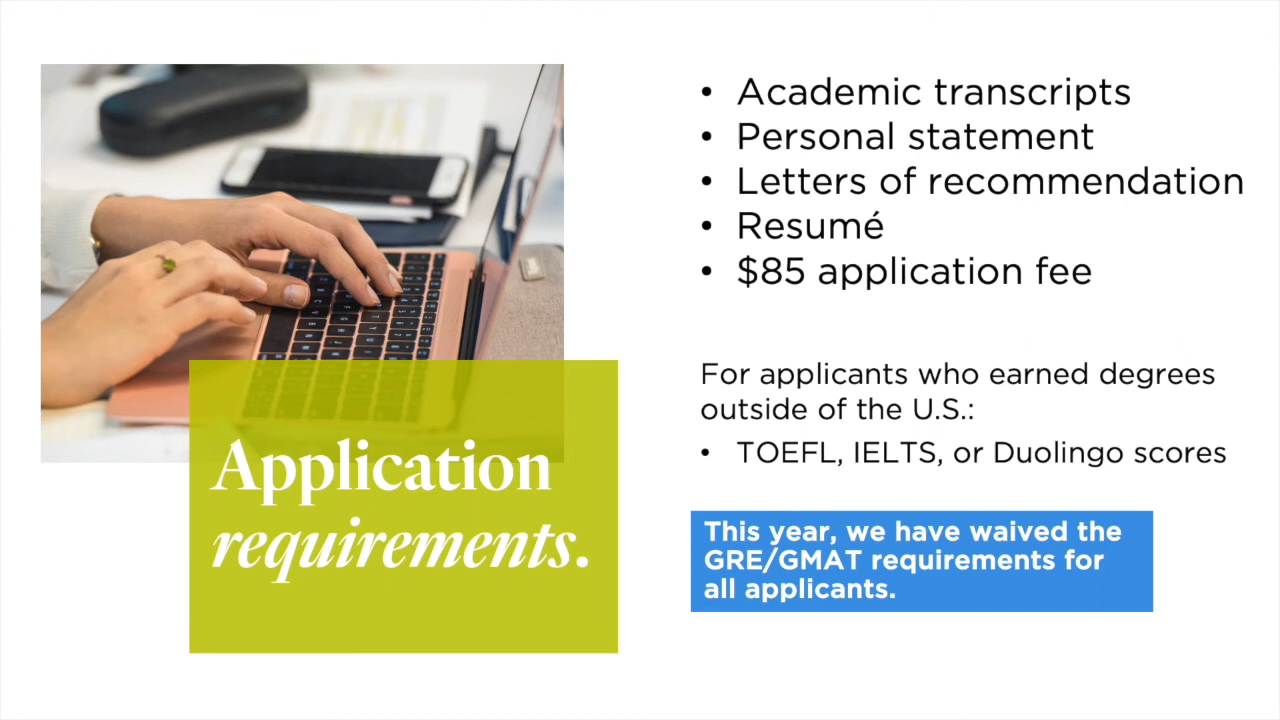 • Academic transcripts
• Personal statement
• Letters of recommendation
• Resumé
• $85 application fee
For applicants who earned degrees
outside of the U.S.:
• TOEFL, IELTS, or Duolingo scores
Application
requirements.
This year, we have waived the
GRE/GMAT requirements for
all applicants.